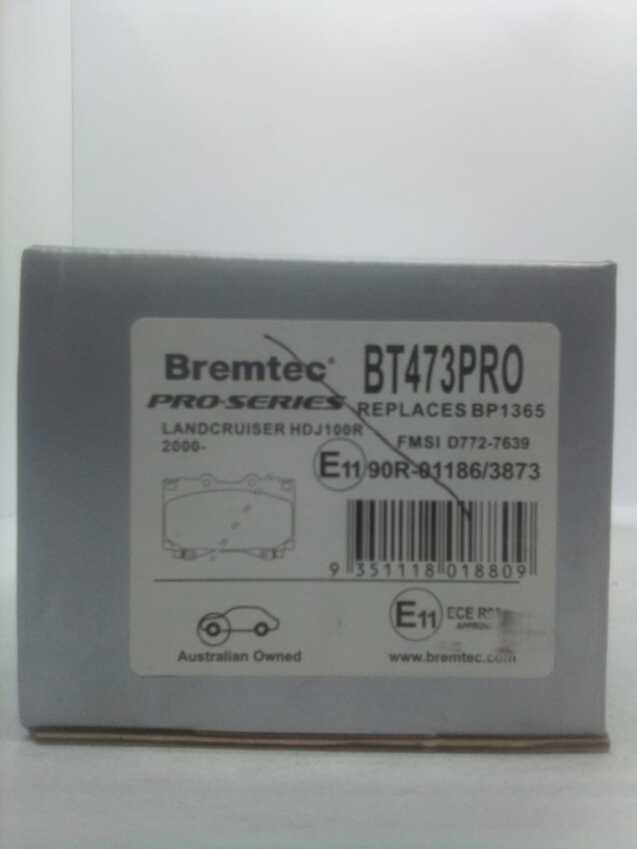 Bremtec®
BT473PRO
PRO-SERIES
REPLACES BP1365
LANDCRUISER HDJ100R
2000-
FMSI D772-7639
E11 90R-01186/3873
9 351118 018809
E11 ECE
Australian Owned
www.bremtec.com